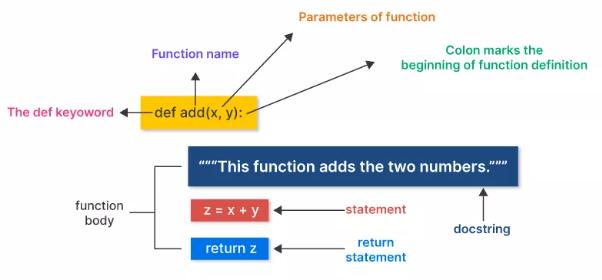 Parameters of function
Function name
Colon marks the
beginning of function definition
The def keyoword
def add(x, y):
“““This function adds the two numbers.”””
function
body
z = x + y
statement
docstring
return z
return
statement